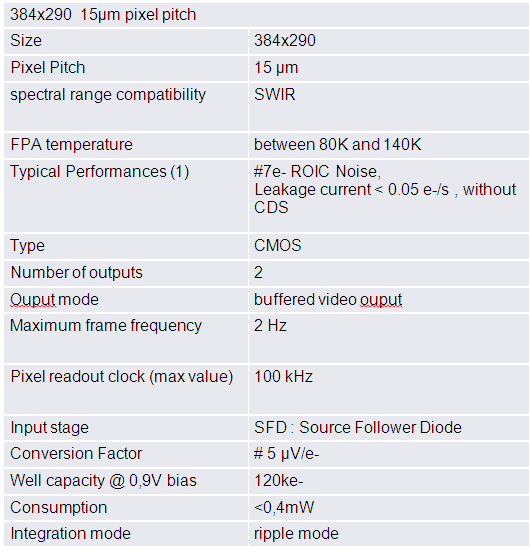 384x290 15µm pixel pitch
Size 384x290
Pixel Pitch 15 µm
spectral range compatibility SWIR
FPA temperature between 80K and 140K
Typical Performances (1) #7e- ROIC Noise,
Leakage current < 0.05 e-/s , without
CDS
Type CMOS
Number of outputs 2
Ouput mode buffered video ouput
Maximum frame frequency 2 Hz
Pixel readout clock (max value) 100 kHz
Input stage SFD : Source Follower Diode
Conversion Factor # 5 µV/e-
Well capacity @ 0,9V bias 120ke-
Consumption <0,4mW
Integration mode ripple mode